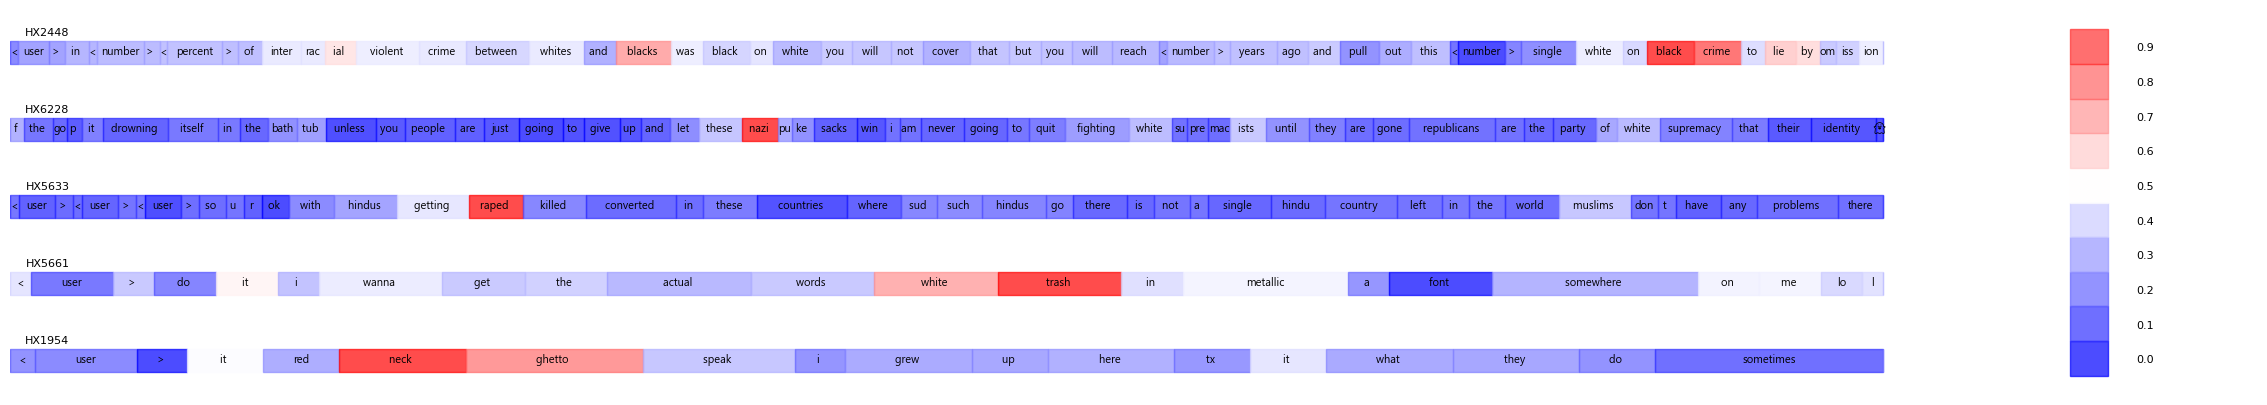 HX2448
< user > in < number > < percent > of inter rac ial violent crime between whites and blacks was black on white you will not cover that but you will reach < number > years ago and pull out this < number > single white on black crime to lie by om iss ion
HX6228
f the go p it drowning itself in the bath tub unless you people are just going to give up and let these nazi pu ke sacks win i am never going to quit fighting white su pre mac ists until they are gone republicans are the party of white supremacy that their identity
HX5633
< user > < user > < user > so u r ok with hindus getting raped killed converted in these countries where sud such hindus go there is not a single hindu country left in the world muslims don t have any problems there
HX5661
< user > do it i wanna get the actual words white trash in metallic a font somewhere on me lo l
HX1954
< user > it red neck ghetto speak i grew up here tx it what they do sometimes
0.9
0.8
0.7
0.6
0.5
0.4
0.3
0.2
0.1
0.0